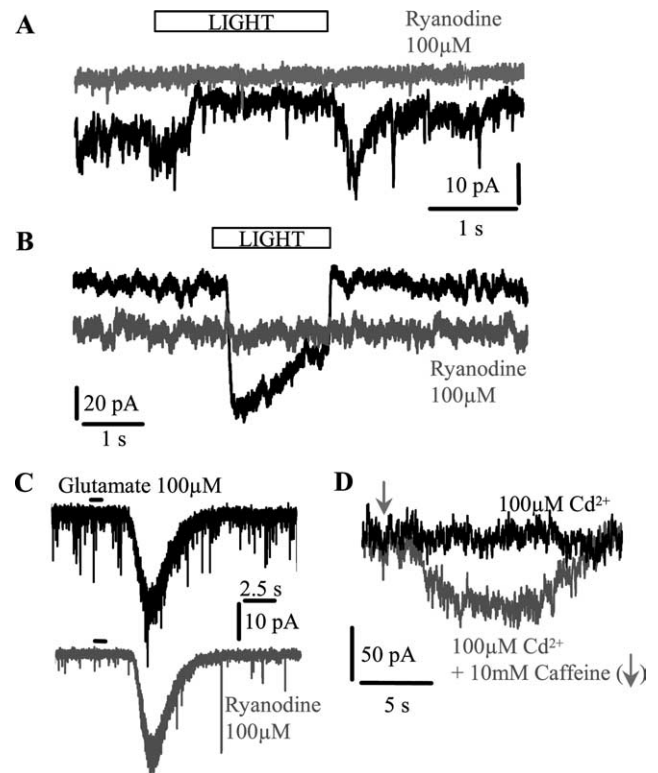 A
LIGHT
Ryanodine
100µM
10 pA
1 s
B
LIGHT
Ryanodine
100µM
20 pA
1 s
C
Glutamate 100µM
2.5 s
10 pA
Ryanodine
100µM
D
100µM Cd²⁺
100µM Cd²⁺
+ 10mM Caffeine (↓)
50 pA
5 s